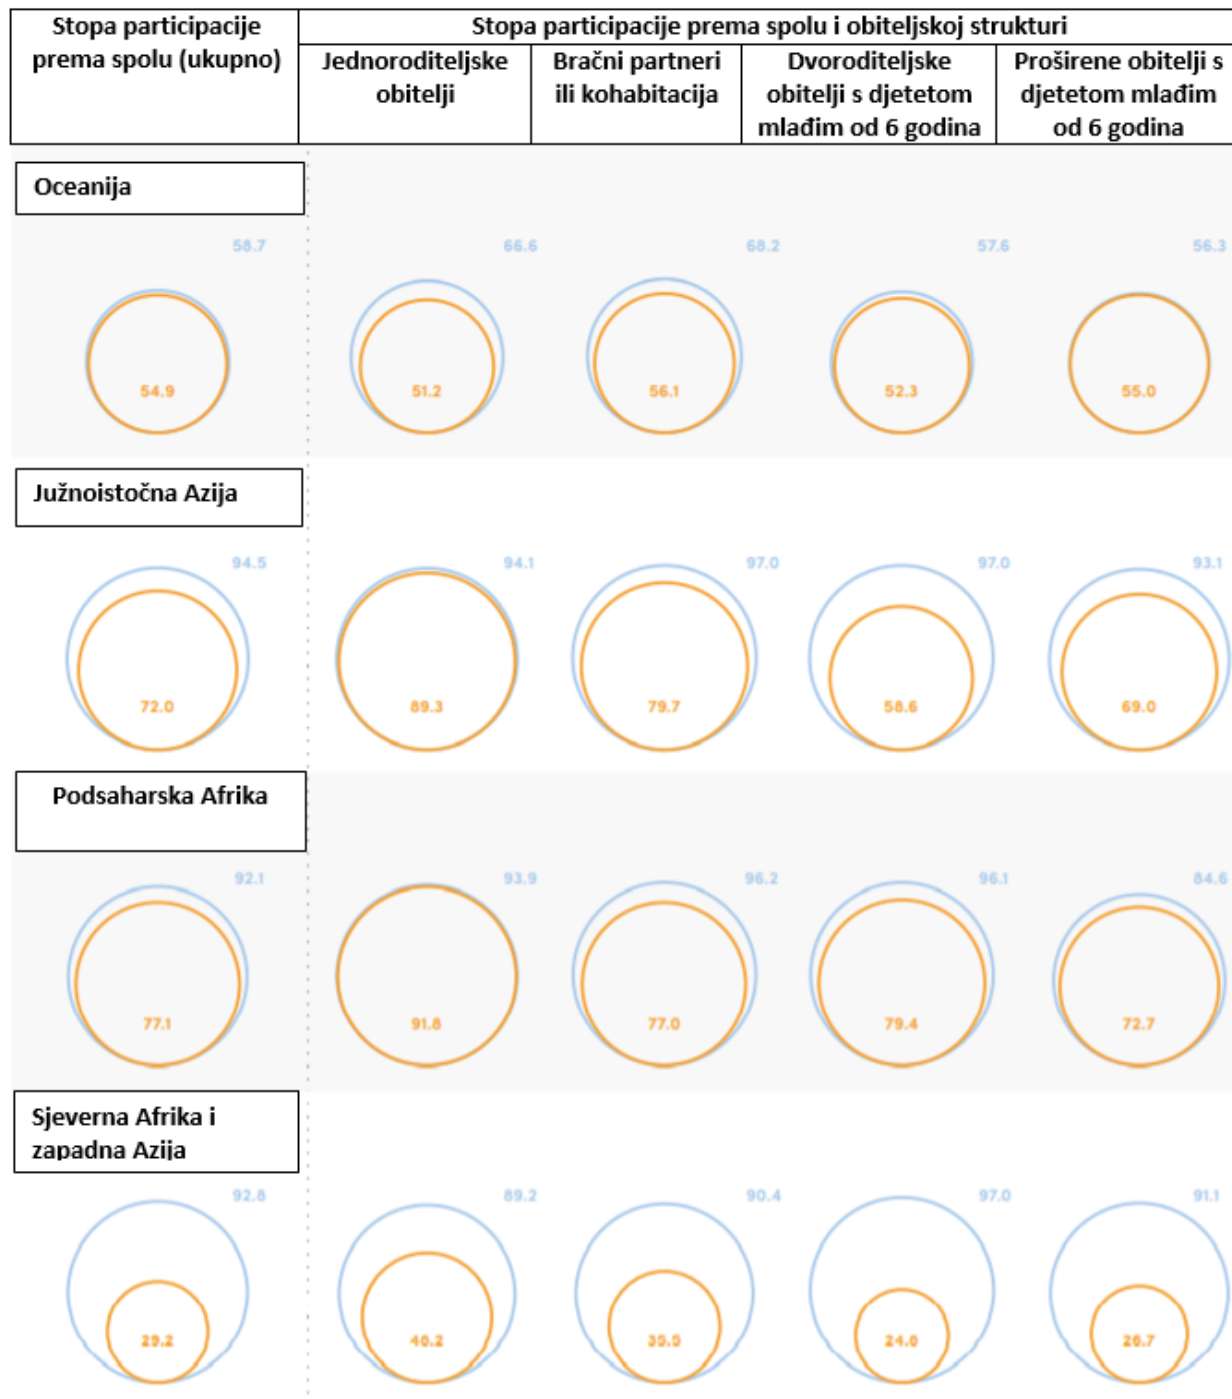 Stopa participacije
prema spolu (ukupno)
Stopa participacije prema spolu i obiteljskoj strukturi
Jednoroditeljske
obitelji
Bračni partneri
ili kohabitacija
Dvoroditeljske
obitelji s djetetom
mlađim od 6 godina
Proširene obitelji s
djetetom mlađim
od 6 godina
Oceanija
58.7 66.6 68.2 57.6 56.3
54.9 51.2 56.1 52.3 55.0
Južnoistočna Azija
94.5 94.1 97.0 97.0 93.1
72.0 89.3 79.7 58.6 69.0
Podsaharska Afrika
92.1 93.9 96.2 96.1 84.6
77.1 91.8 77.0 79.4 72.7
Sjeverna Afrika i
zapadna Azija
92.8 89.2 90.4 97.0 91.1
29.2 35.5 26.7